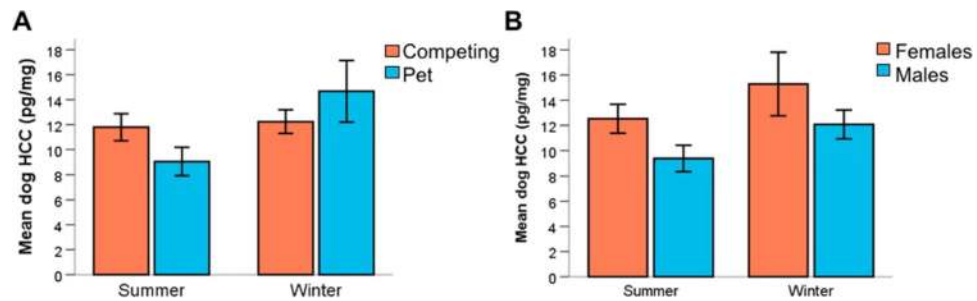 A
Mean dog HCC (pg/mg)
18
16
14
12
10
8
6
4
2
0
Summer
Winter
Competing
Pet
B
Mean dog HCC (pg/mg)
18
16
14
12
10
8
6
4
2
0
Summer
Winter
Females
Males